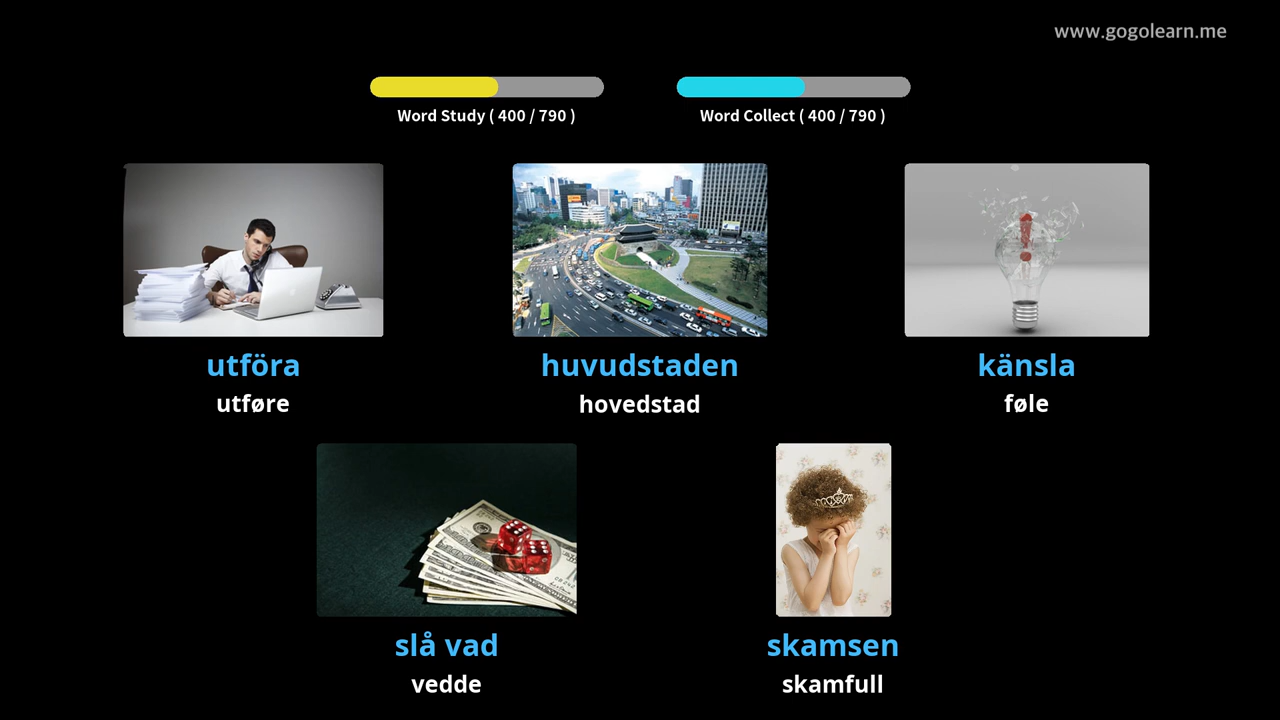 www.gogolearn.me
Word Study ( 400 / 790 )
Word Collect ( 400 / 790 )
utföra
utføre
huvudstaden
hovedstad
känsla
føle
slå vad
vedde
skamsen
skamfull